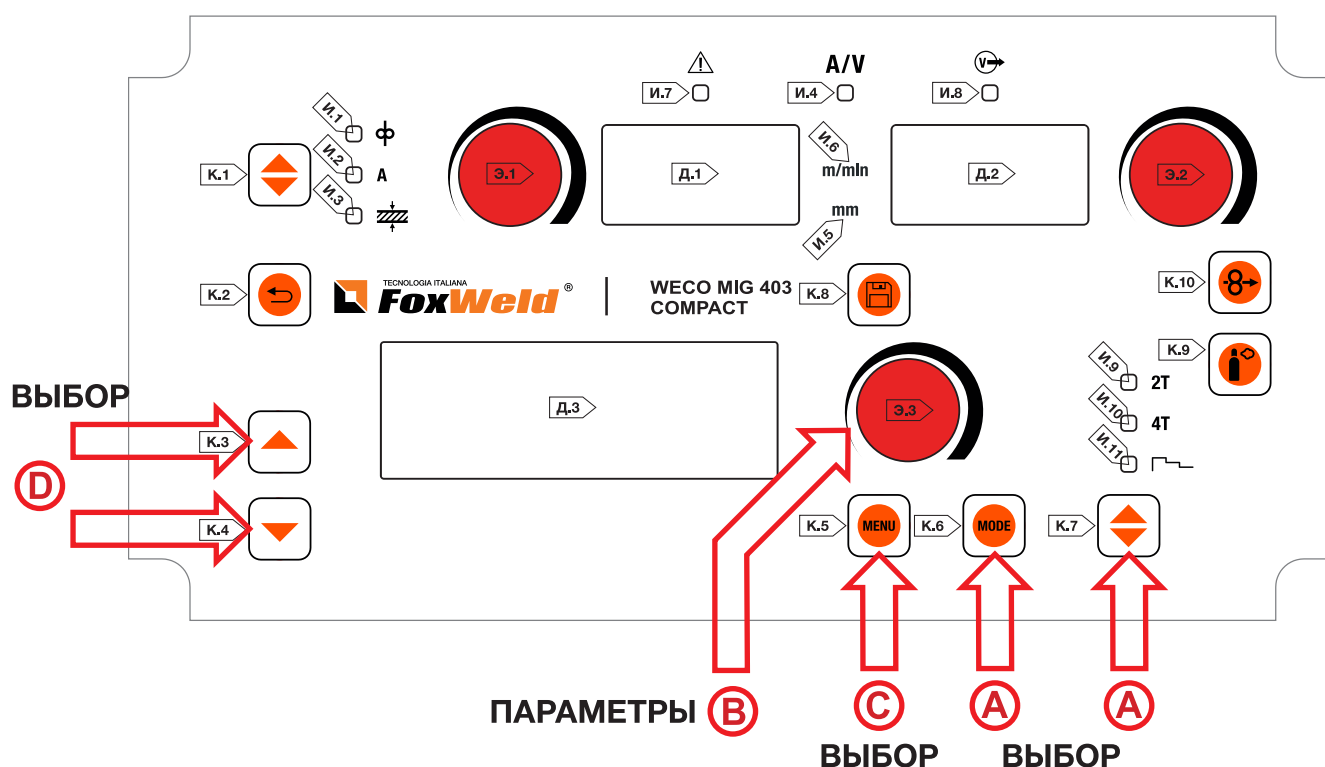 A/V
И.7
И.4
И.8
И.1
И.2
A
И.3
К.1
Э.1
Д.1
И.6
m/mln
mm
И.5
Д.2
Э.2
К.2
TECNOLOGIA ITALIANA
FoxWeld ®
WECO MIG 403
COMPACT
К.8
К.10
К.9
ВЫБОР
К.3
D
К.4
Д.3
Э.3
И.9
2T
И.10
4T
И.11
К.5
MENU
К.6
MODE
К.7
ПАРАМЕТРЫ
B
C
A
A
ВЫБОР
ВЫБОР
V